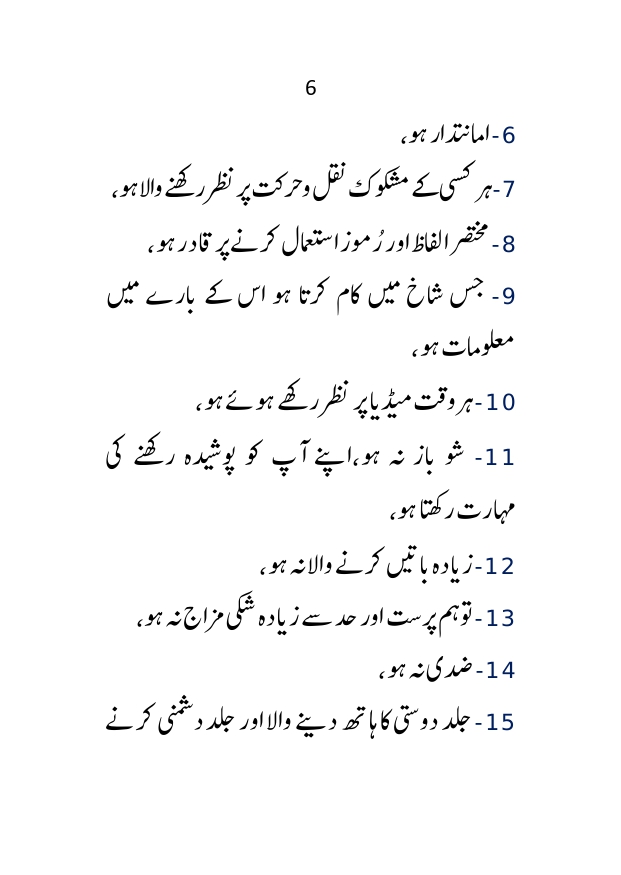 6
6-امانتدار ہو،
7-ہر کسی کے مشکوک نقل وحرکت پر نظر رکھنے والا ہو،
8- مختصر الفاظ اور رُموز استعمال کرنے پر قادر ہو،
9- جس شاخ میں کام کرتا ہو اس کے بارے میں
معلومات ہو،
10-ہر وقت میڈیا پر نظر رکھے ہوئے ہو،
11- شو باز نہ ہو،اپنے آپ کو پوشیدہ رکھنے کی
مہارت رکھتا ہو،
12-زیادہ باتیں کرنے والا نہ ہو،
13-توہم پرست اور حد سے زیادہ شکی مزاج نہ ہو،
14- ضدی نہ ہو،
15- جلد دوستی کا ہاتھ دینے والا اور جلد دشمنی کرنے